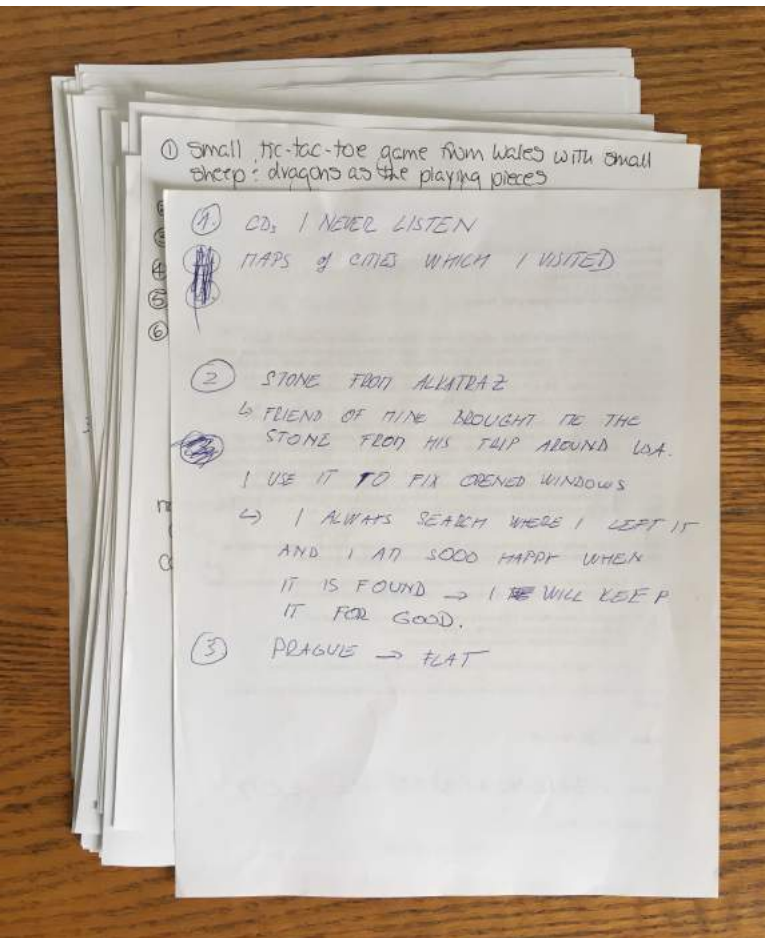 ① Small tic-tac-toe game from Wales with small
sheep & dragons as the playing pieces
①. CDs I NEVER LISTEN
MAPS of CITIES WHICH I VISITED
④
⑤
⑥
② STONE FROM ALKATRAZ
↳ FRIEND OF MINE BROUGHT ME THE
STONE FROM HIS TRIP AROUND USA.
I USE IT TO FIX OPENED WINDOWS
↳ I ALWAYS SEARCH WHERE I LEFT IT
AND I AM SOOO HAPPY WHEN
IT IS FOUND → I WILL KEEP
IT FOR GOOD.
③ PRAGUE → FLAT